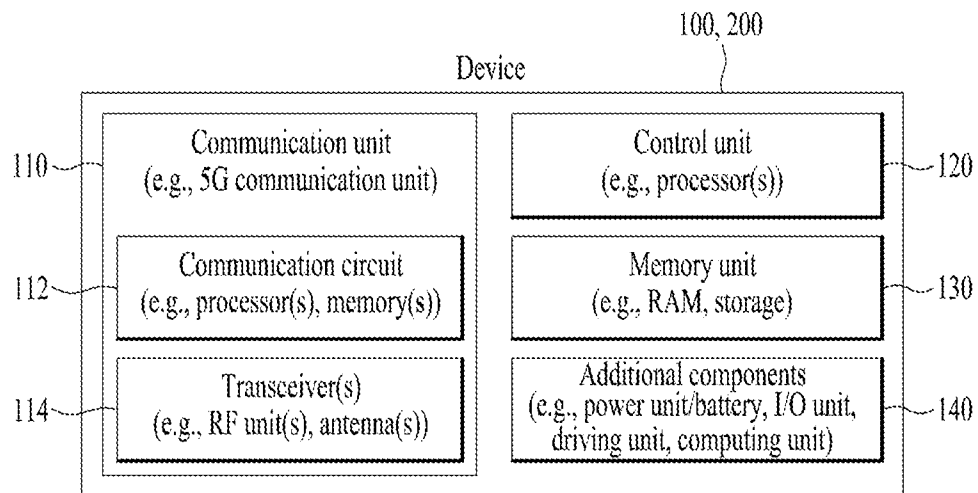 100, 200
Device
110
Communication unit
(e.g., 5G communication unit)
112
Communication circuit
(e.g., processor(s), memory(s))
114
Transceiver(s)
(e.g., RF unit(s), antenna(s))
Control unit
(e.g., processor(s))
120
Memory unit
(e.g., RAM, storage)
130
Additional components
(e.g., power unit/battery, I/O unit,
driving unit, computing unit)
140